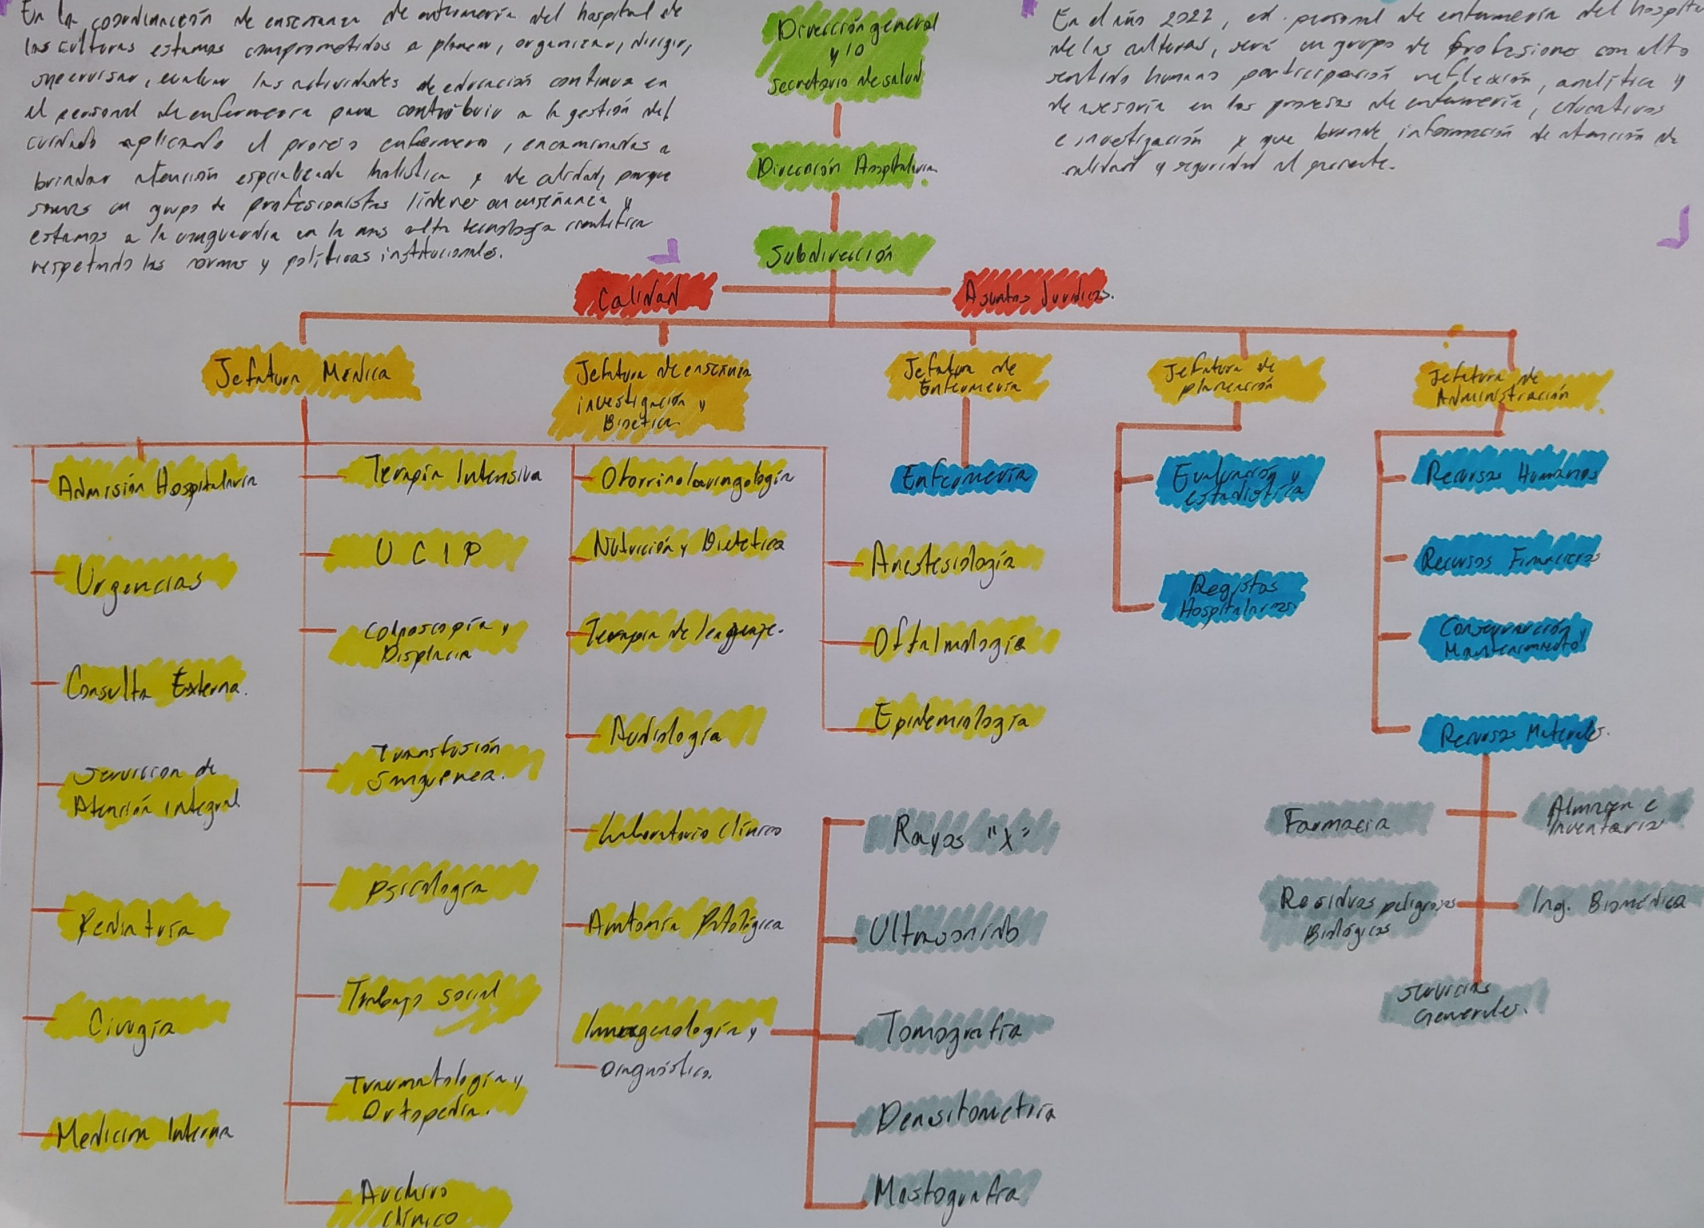 En la coordinación de enseñanza de enfermería del hospital de
las culturas estamos comprometidos a planear, organizar, dirigir,
supervisar, evaluar las actividades de educación continua en
el personal de enfermería para contribuir a la gestión del
cuidado aplicando el proceso enfermero, encaminadas a
brindar atención especializada holística y de calidad, porque
somos un grupo de profesionistas líderes en enseñanza y
estamos a la vanguardia en la más alta tecnología científica
respetando las normas y políticas institucionales.
En el año 2022, el personal de enfermería del hospital
de las culturas, será un grupo de profesiones con alto
sentido humano participación reflexión, analítica y
de asesoría en los procesos de enfermería, educativos
e investigación y que brinde información de atención de
calidad y seguridad al paciente.
Dirección general
y/o
Secretario de salud
Dirección Hospitalaria
Subdirección
Calidad
Asuntos Jurídicos.
Jefatura Médica
Jefatura de enseñanza
investigación y
Bioética.
Jefatura de
Enfermería
Jefatura de
planeación
Jefatura de
Administración
Admisión Hospitalaria
Urgencias
Consulta Externa.
Servicios de
Atención integral
Pediatría
Cirugía
Medicina Interna
Terapia Intensiva
U C I P
Colposcopía y
Displacia
Transfusión
Sanguínea.
Psicología
Trabajo social
Traumatología y
Ortopedia.
Archivo
clínico
Otorrinolaringología
Nutrición y Dietética
Terapia de lenguaje.
Audiología
Laboratorio Clínico
Anatomía Patológica
Imagenología y
Diagnóstico.
Anestesiología
Oftalmología
Epidemiología
Rayos "X"
Ultrasonido
Tomografía
Densitometría
Mastografía
Enfermería
Evaluación y
estadística
Registros
Hospitalarios.
Recursos Humanos
Recursos Financieros
Conservación y
Mantenimiento
Recursos Materiales.
Farmacia
Almacén e
inventarios
Residuos peligrosos
Biológicos
Ing. Biomédica
Servicios
Generales.